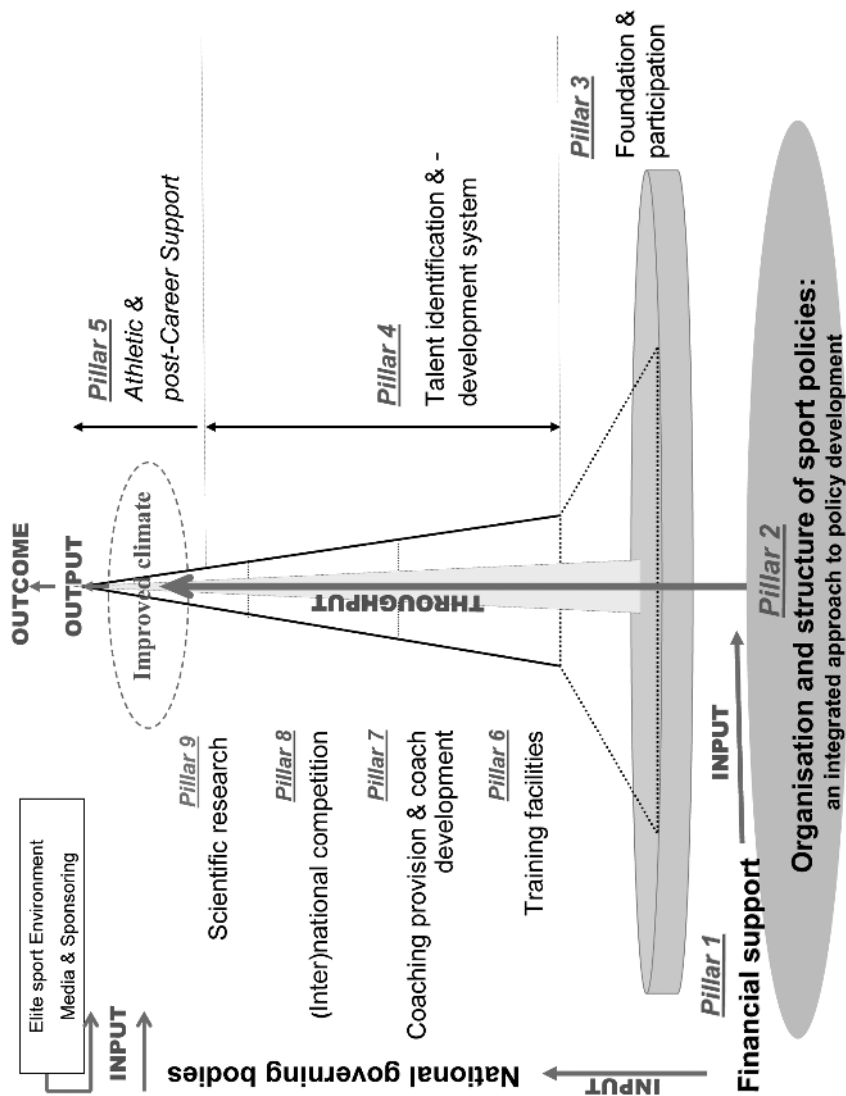 OUTCOME
OUTPUT
Elite sport Environment
Media & Sponsoring
INPUT
Improved climate
Pillar 5
Athletic &
post-Career Support
Pillar 9
Scientific research
Pillar 8
(Inter)national competition
Pillar 7
Coaching provision & coach
development
Pillar 6
Training facilities
National governing bodies
THROUGHPUT
Pillar 4
Talent identification & -
development system
Pillar 3
Foundation &
participation
INPUT
Pillar 1
Financial support
INPUT
Pillar 2
Organisation and structure of sport policies:
an integrated approach to policy development